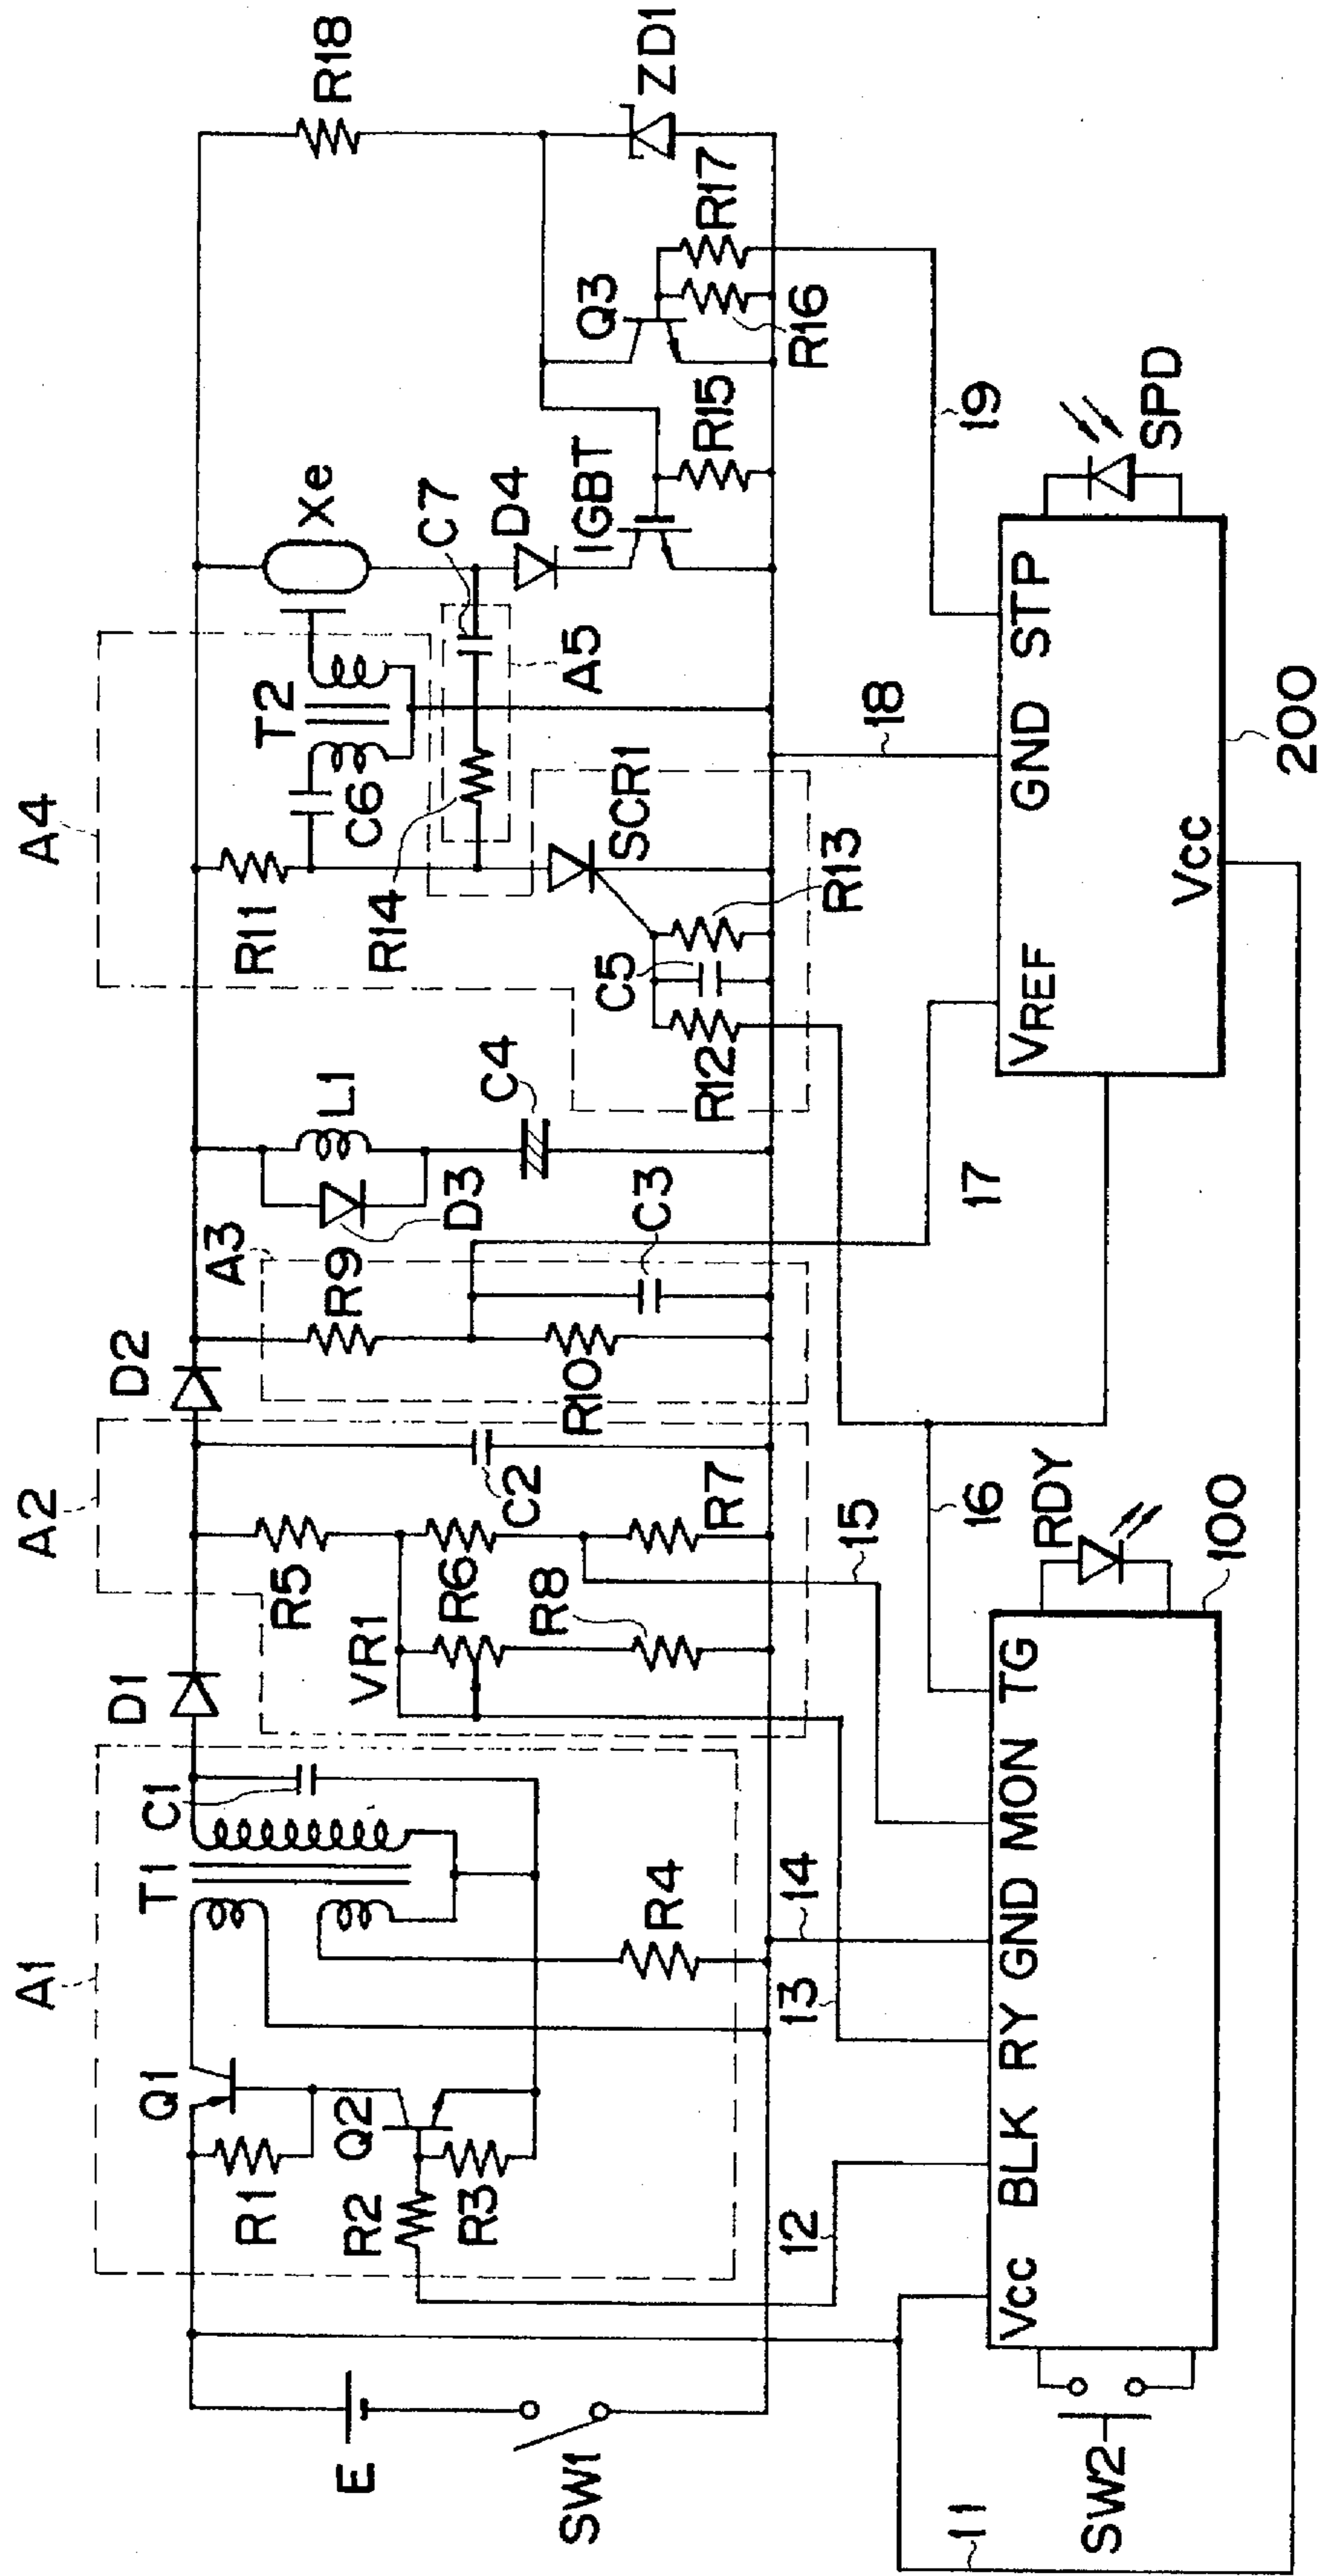 A1
A2
A3
A4
T1
C1
D1
D2
Q1
R1
R2
Q2
R3
R4
R5
VR1
R6
R8
R7
C2
R9
R10
C3
D3
L1
C4
R11
C6
T2
R14
A5
C7
Xe
D4
IGBT
SCR1
C5
R12
R13
R15
Q3
R16
R17
R18
ZD1
E
SW1
11
12
13
14
15
16
17
18
19
Vcc BLK RY GND MON TG
SW2
RDY
100
VREF GND STP
Vcc
SPD
200